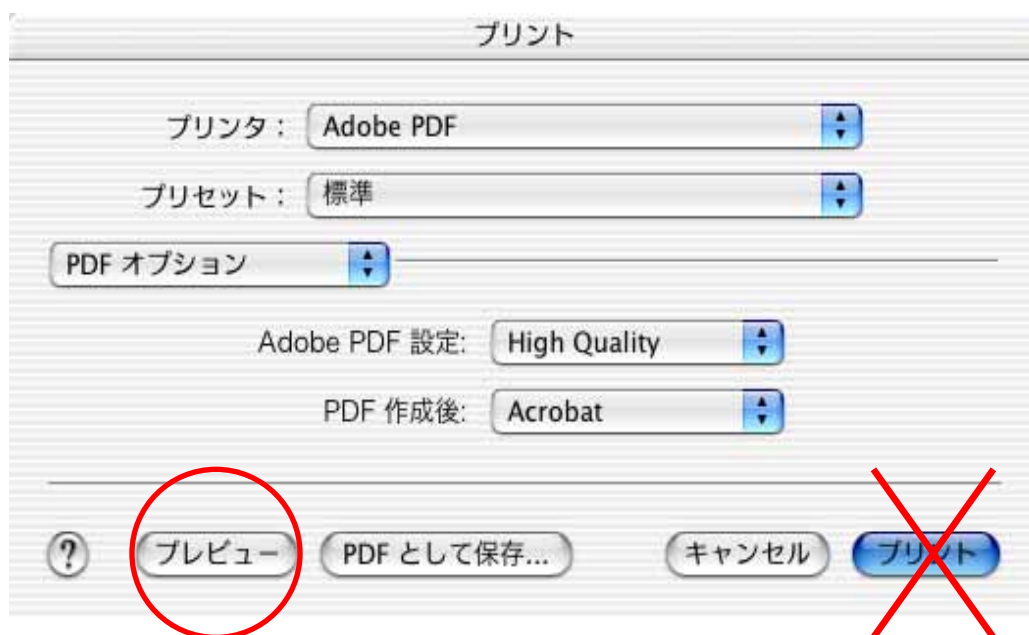 プリント
プリンタ： Adobe PDF
プリセット： 標準
PDF オプション
Adobe PDF 設定: High Quality
PDF 作成後: Acrobat
? プレビュー PDF として保存... キャンセル プリント